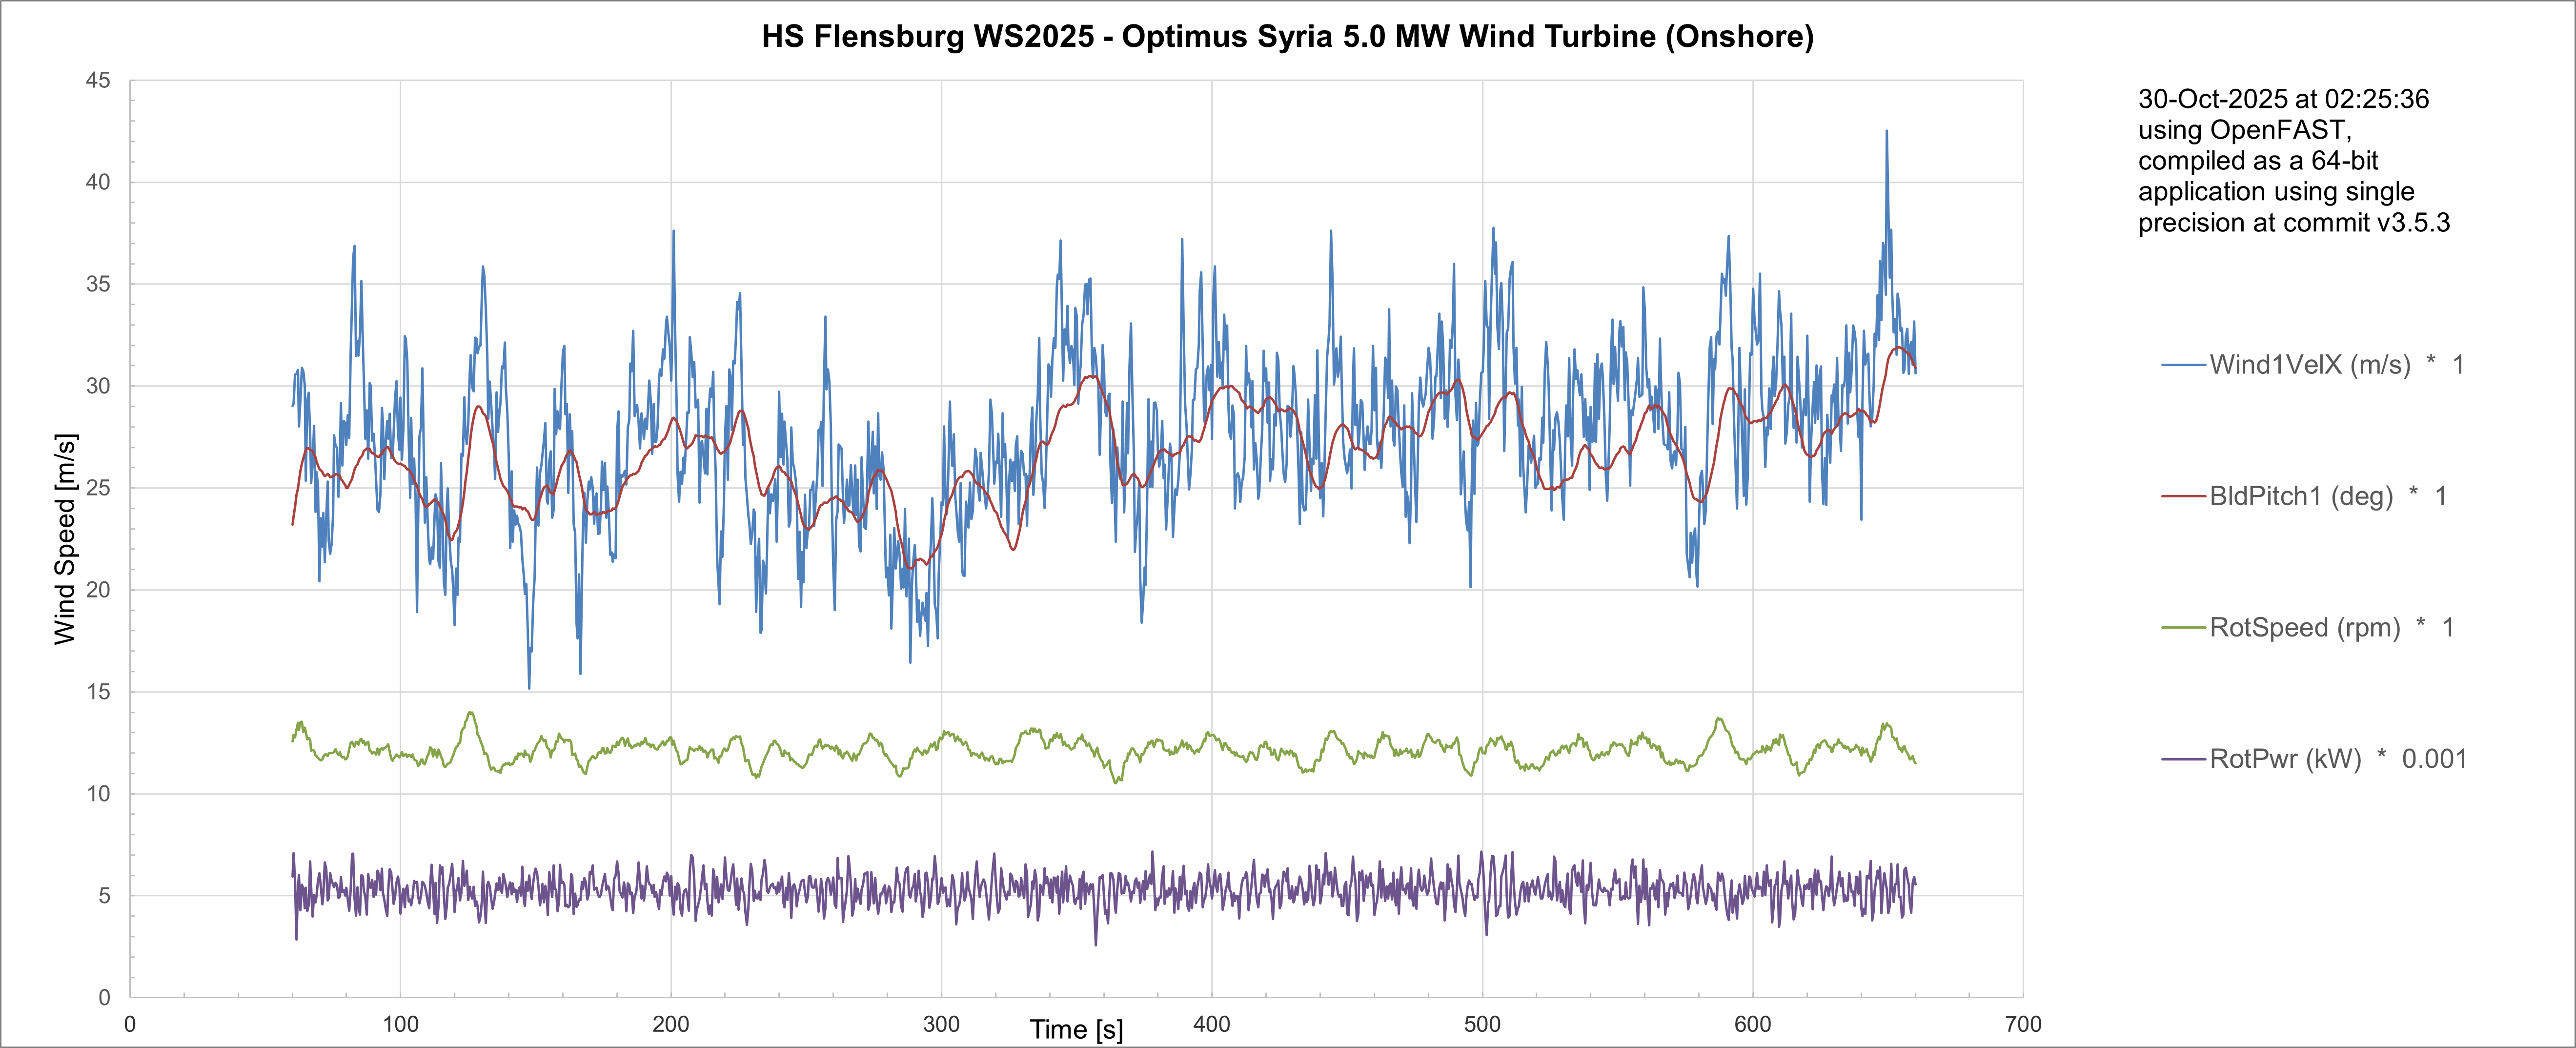 HS Flensburg WS2025 - Optimus Syria 5.0 MW Wind Turbine (Onshore)
30-Oct-2025 at 02:25:36
using OpenFAST,
compiled as a 64-bit
application using single
precision at commit v3.5.3
Wind1VelX (m/s) * 1
BldPitch1 (deg) * 1
RotSpeed (rpm) * 1
RotPwr (kW) * 0.001
Wind Speed [m/s]
45
40
35
30
25
20
15
10
5
0
0 100 200 300 400 500 600 700
Time [s]